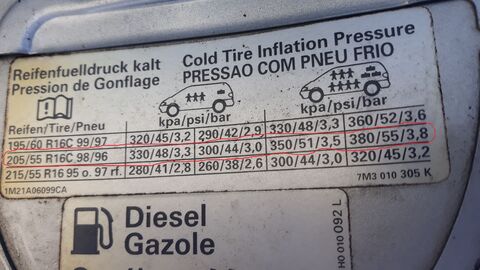 Reifenfuelldruck kalt
Pression de Gonflage
Cold Tire Inflation Pressure
PRESSAO COM PNEU FRIO
kpa/psi/bar kpa/psi/bar
Reifen/Tire/Pneu
195/60 R16C 99/97 320/45/3,2 290/42/2,9 330/48/3,3 360/52/3,6
205/55 R16C 98/96 330/48/3,3 300/44/3,0 350/51/3,5 380/55/3,8
215/55 R16 95 o. 97 rf. 280/41/2,8 260/38/2,6 300/44/3,0 320/45/3,2
1M21A06099CA
7M3 010 305 K
Diesel
Gazole
H0 010 092 L